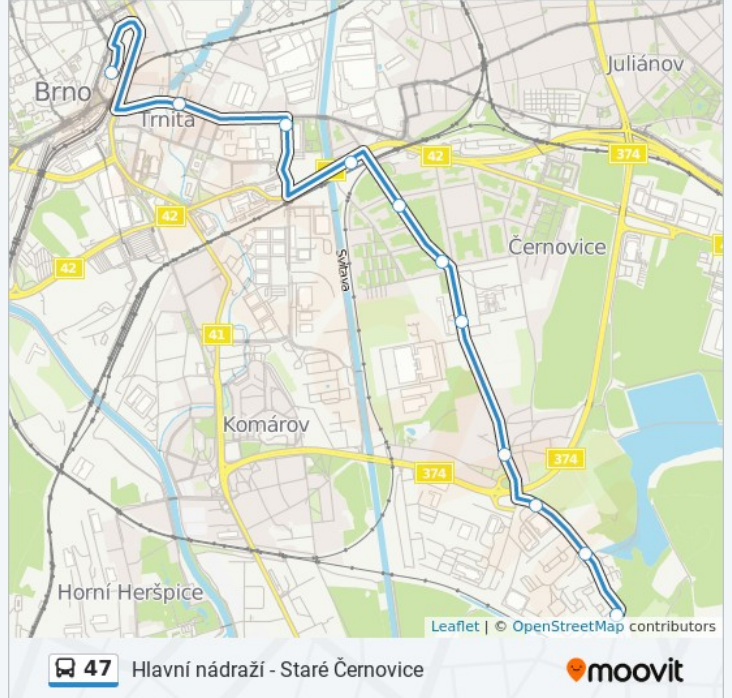 Juliánov
Brno
Trnitá
42
374
42
Černovice
42
Svitava
41
Komárov
374
374
Horní Heršpice
Leaflet | © OpenStreetMap contributors
47 Hlavní nádraží - Staré Černovice
moovit